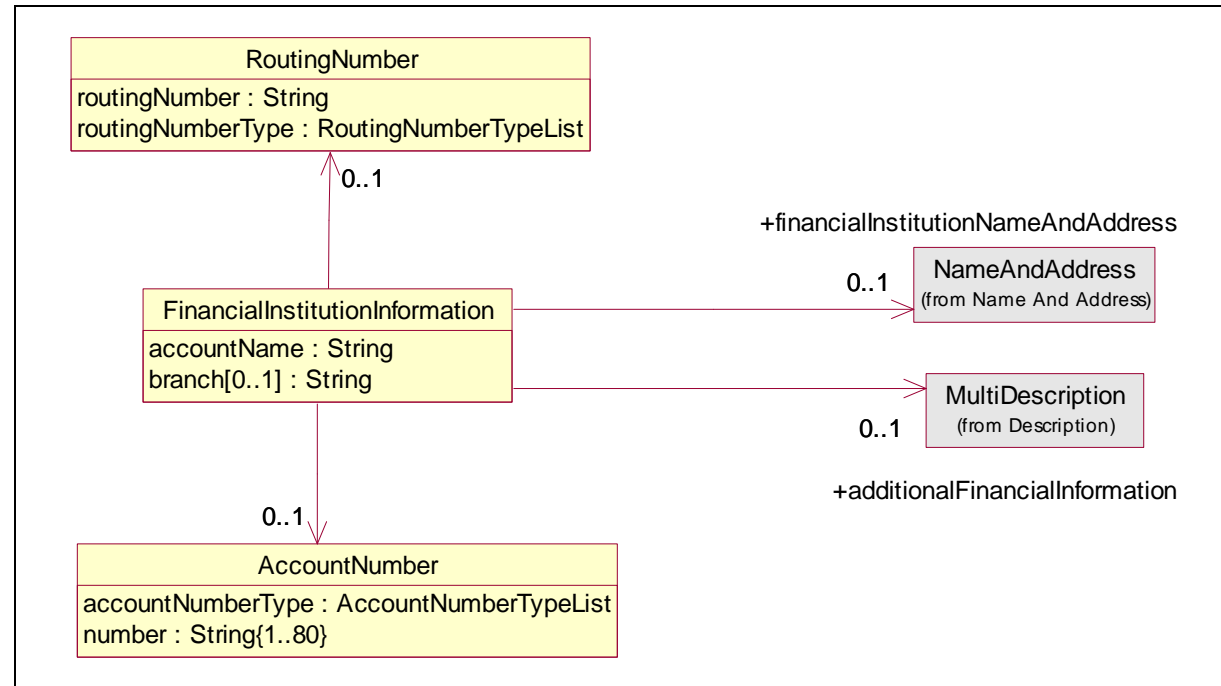 RoutingNumber
routingNumber : String
routingNumberType : RoutingNumberTypeList
0..1
+financialInstitutionNameAndAddress
0..1
NameAndAddress
(from Name And Address)
FinancialInstitutionInformation
accountName : String
branch[0..1] : String
MultiDescription
(from Description)
0..1
+additionalFinancialInformation
0..1
AccountNumber
accountNumberType : AccountNumberTypeList
number : String{1..80}